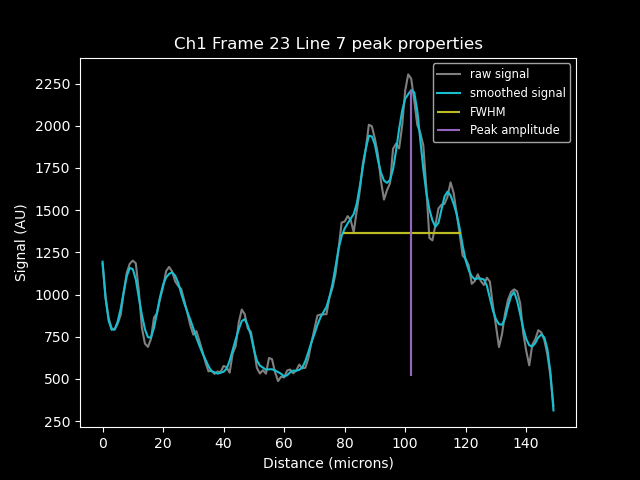 Ch1 Frame 23 Line 7 peak properties
raw signal
smoothed signal
FWHM
Peak amplitude
Signal (AU)
2250
2000
1750
1500
1250
1000
750
500
250
0 20 40 60 80 100 120 140
Distance (microns)